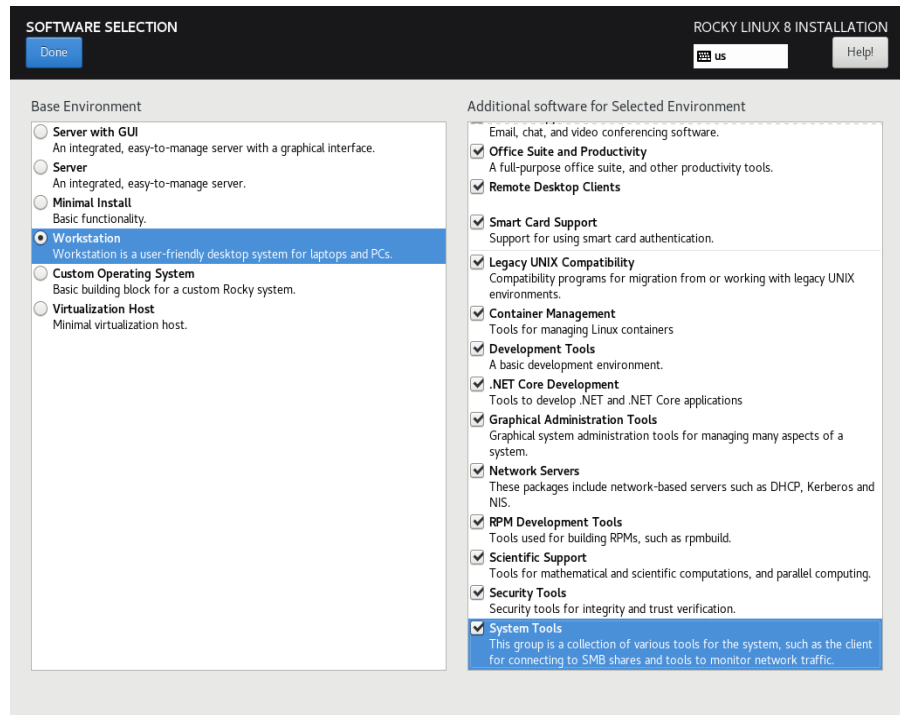 SOFTWARE SELECTION
ROCKY LINUX 8 INSTALLATION
Done
us
Help!
Base Environment
Server with GUI
An integrated, easy-to-manage server with a graphical interface.
Server
An integrated, easy-to-manage server.
Minimal Install
Basic functionality.
Workstation
Workstation is a user-friendly desktop system for laptops and PCs.
Custom Operating System
Basic building block for a custom Rocky system.
Virtualization Host
Minimal virtualization host.
Additional software for Selected Environment
Email, chat, and video conferencing software.
Office Suite and Productivity
A full-purpose office suite, and other productivity tools.
Remote Desktop Clients
Smart Card Support
Support for using smart card authentication.
Legacy UNIX Compatibility
Compatibility programs for migration from or working with legacy UNIX
environments.
Container Management
Tools for managing Linux containers
Development Tools
A basic development environment.
.NET Core Development
Tools to develop .NET and .NET Core applications
Graphical Administration Tools
Graphical system administration tools for managing many aspects of a
system.
Network Servers
These packages include network-based servers such as DHCP, Kerberos and
NIS.
RPM Development Tools
Tools used for building RPMs, such as rpmbuild.
Scientific Support
Tools for mathematical and scientific computations, and parallel computing.
Security Tools
Security tools for integrity and trust verification.
System Tools
This group is a collection of various tools for the system, such as the client
for connecting to SMB shares and tools to monitor network traffic.